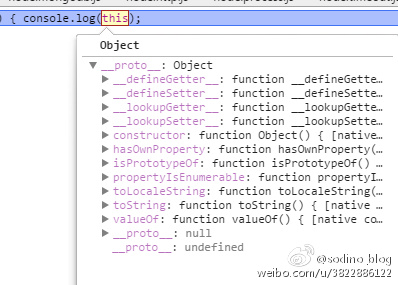 ) { console.log(this);
Object
▼ __proto__: Object
▶ __defineGetter__: function __defineGette…
▶ __defineSetter__: function __defineSette…
▶ __lookupGetter__: function __lookupGette…
▶ __lookupSetter__: function __lookupSette…
▶ constructor: function Object() { [native…
▶ hasOwnProperty: function hasOwnProperty(…
▶ isPrototypeOf: function isPrototypeOf() …
▶ propertyIsEnumerable: function propertyI…
▶ toLocaleString: function toLocaleString(…
▶ toString: function toString() { [native …
▶ valueOf: function valueOf() { [native co…
▶ __proto__: null
__proto__: undefined
@sodino_blog
weibo.com/u/3822886122